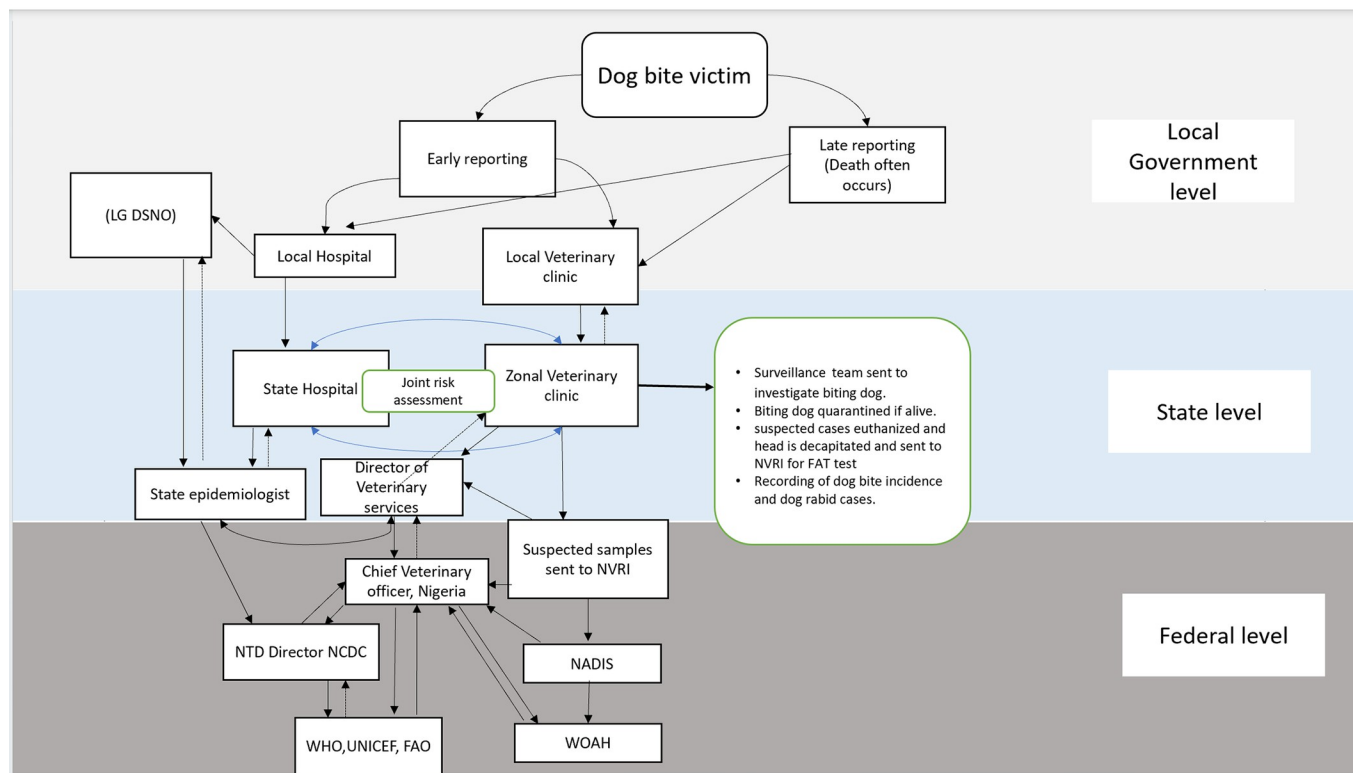 Dog bite victim
Early reporting
Late reporting
(Death often
occurs)
Local
Government
level
(LG DSNO)
Local Hospital
Local Veterinary
clinic
State Hospital
Joint risk
assessment
Zonal Veterinary
clinic
• Surveillance team sent to
investigate biting dog.
• Biting dog quarantined if alive.
• suspected cases euthanized and
head is decapitated and sent to
NVRI for FAT test
• Recording of dog bite incidence
and dog rabid cases.
State level
State epidemiologist
Director of
Veterinary
services
Suspected samples
sent to NVRI
Chief Veterinary
officer, Nigeria
Federal level
NTD Director NCDC
NADIS
WHO,UNICEF, FAO
WOAH